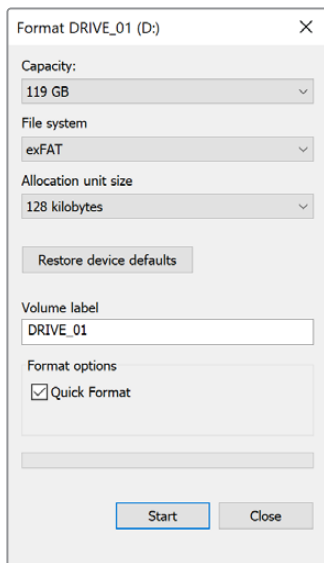 Format DRIVE_01 (D:)
Capacity:
119 GB
File system
exFAT
Allocation unit size
128 kilobytes
Restore device defaults
Volume label
DRIVE_01
Format options
Quick Format
Start Close